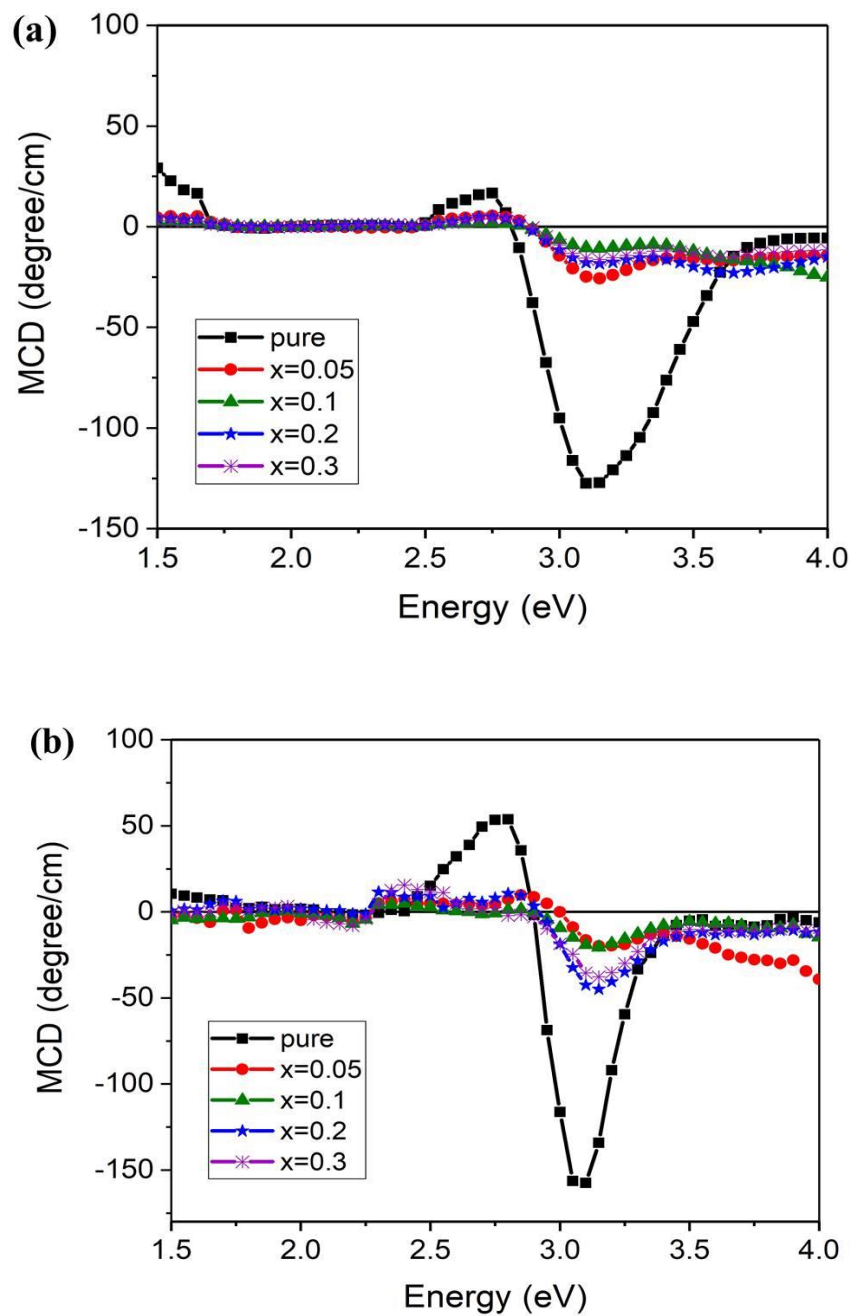 (a)
100
50
0
-50
-100
-150
MCD (degree/cm)
pure
x=0.05
x=0.1
x=0.2
x=0.3
1.5 2.0 2.5 3.0 3.5 4.0
Energy (eV)
(b)
100
50
0
-50
-100
-150
MCD (degree/cm)
pure
x=0.05
x=0.1
x=0.2
x=0.3
1.5 2.0 2.5 3.0 3.5 4.0
Energy (eV)